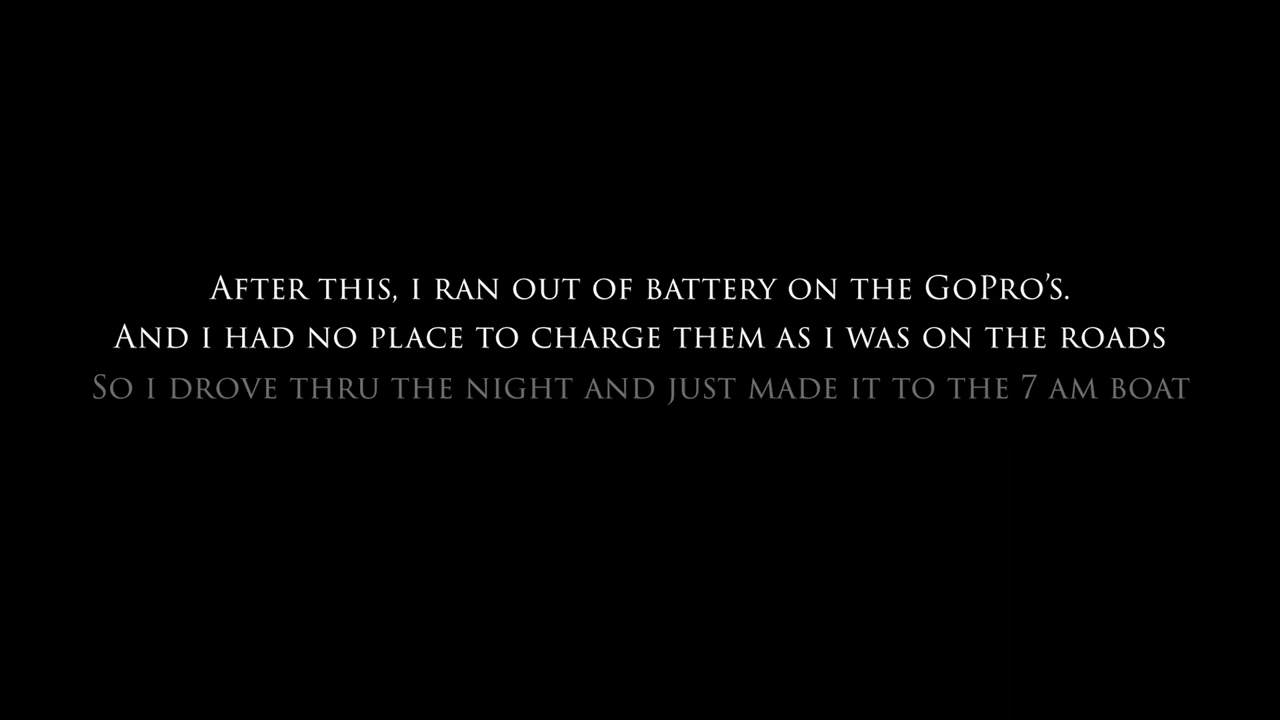 After this, i ran out of battery on the GoPro’s.
And i had no place to charge them as i was on the roads
So i drove thru the night and just made it to the 7 am boat